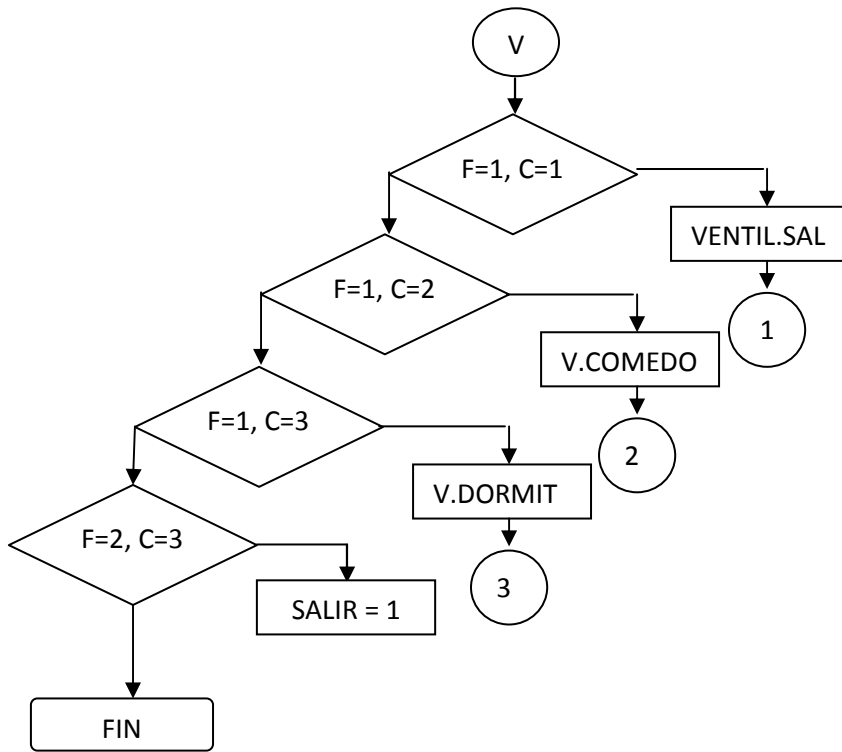 V
F=1, C=1
VENTIL.SAL
F=1, C=2
1
V.COMEDO
F=1, C=3
2
V.DORMIT
F=2, C=3
3
SALIR = 1
FIN